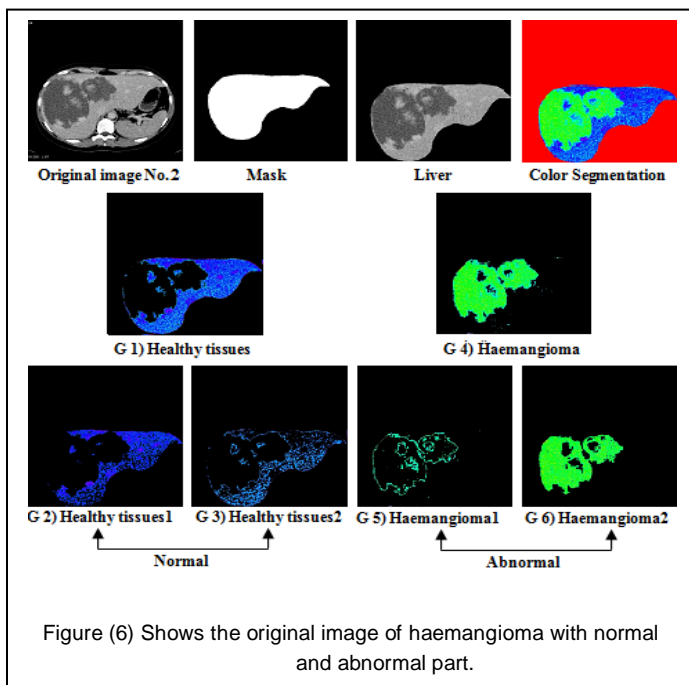 Original image No.2 Mask Liver Color Segmentation
G 1) Healthy tissues G 4) Haemangioma
G 2) Healthy tissues1 G 3) Healthy tissues2 G 5) Haemangioma1 G 6) Haemangioma2
Normal Abnormal
Figure (6) Shows the original image of haemangioma with normal
and abnormal part.